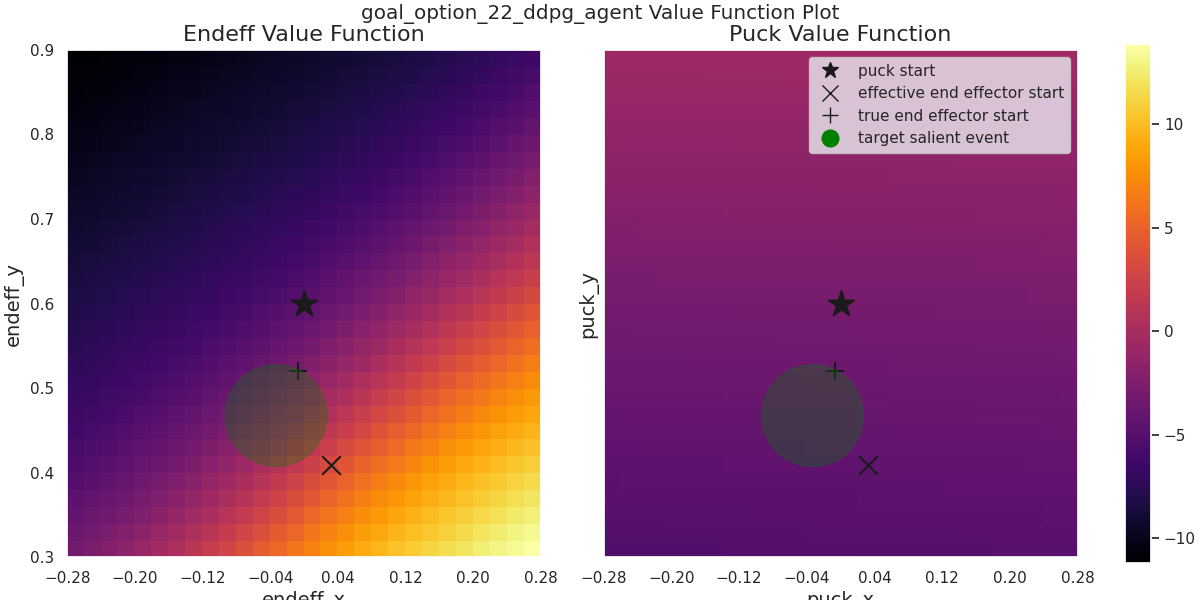 goal_option_22_ddpg_agent Value Function Plot
Endeff Value Function
Puck Value Function
0.9
0.8
0.7
0.6
0.5
0.4
0.3
endeff_y
−0.28 −0.20 −0.12 −0.04 0.04 0.12 0.20 0.28
endeff_x
puck_y
puck start
effective end effector start
true end effector start
target salient event
−0.28 −0.20 −0.12 −0.04 0.04 0.12 0.20 0.28
puck_x
10
5
0
−5
−10